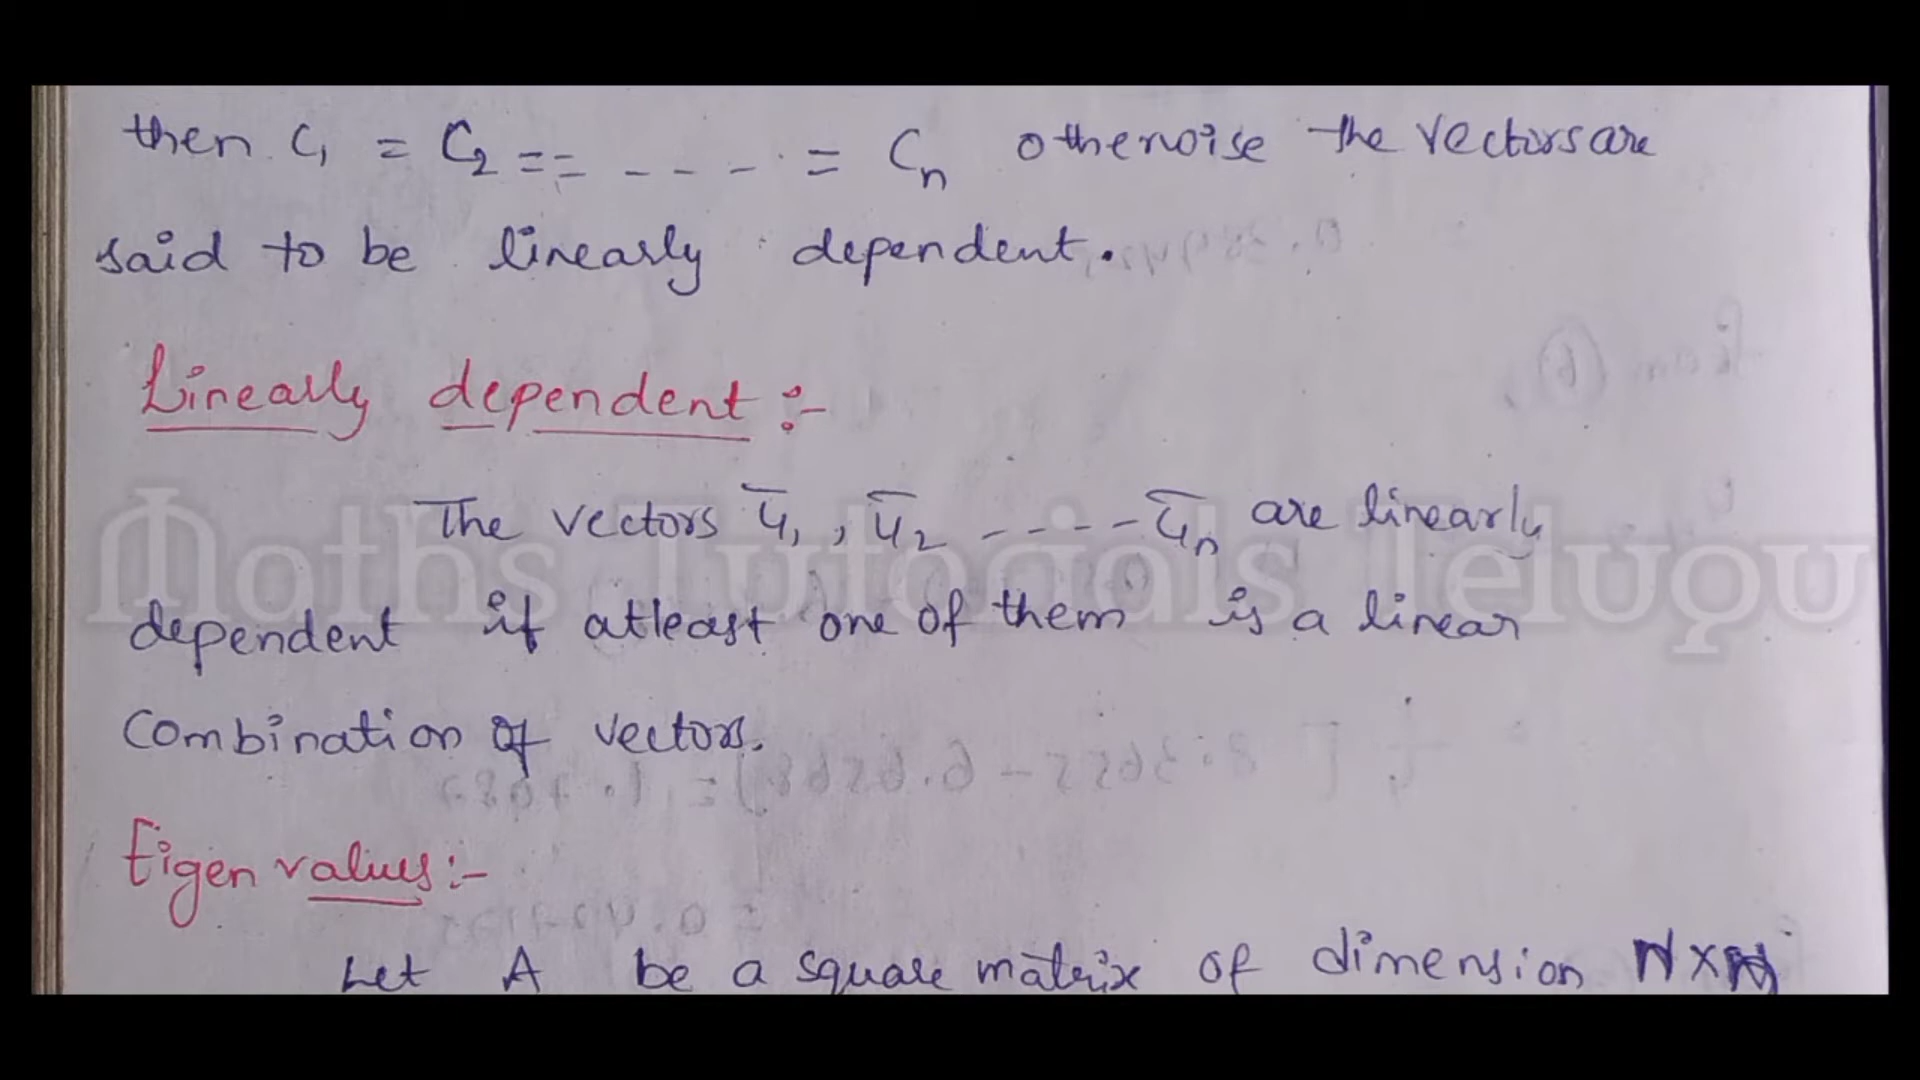 then C₁ = C₂ == - - - - = Cₙ otherwise the vectors are
said to be linearly dependent.
Linearly dependent :-
The vectors ū₁, ū₂ - - - - ūₙ are linearly
dependent if atleast one of them is a linear
Combination of vectors.
Eigen values :-
Let A be a square matrix of dimension N×N
Maths Tutorials Telugu